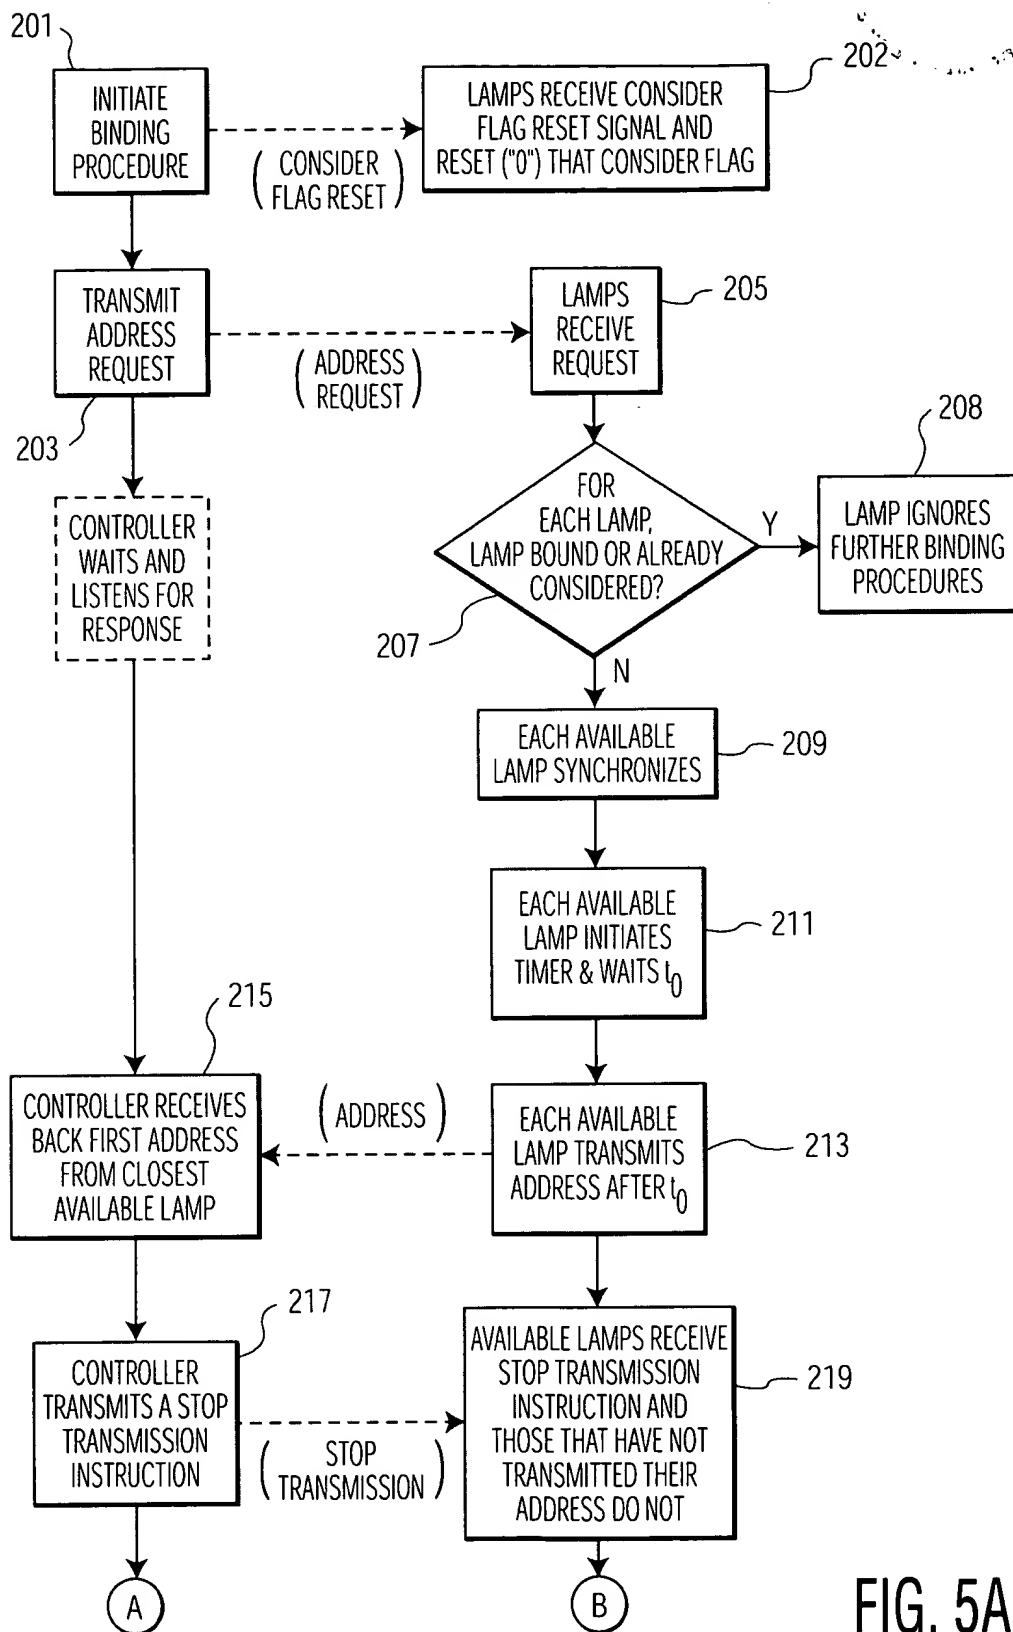 201
INITIATE
BINDING
PROCEDURE
(CONSIDER
FLAG RESET)
202
LAMPS RECEIVE CONSIDER
FLAG RESET SIGNAL AND
RESET ("0") THAT CONSIDER FLAG
TRANSMIT
ADDRESS
REQUEST
203
(ADDRESS
REQUEST)
LAMPS
RECEIVE
REQUEST
205
CONTROLLER
WAITS AND
LISTENS FOR
RESPONSE
FOR
EACH LAMP,
LAMP BOUND OR ALREADY
CONSIDERED?
207
Y
208
LAMP IGNORES
FURTHER BINDING
PROCEDURES
N
EACH AVAILABLE
LAMP SYNCHRONIZES
209
EACH AVAILABLE
LAMP INITIATES
TIMER & WAITS t0
211
215
CONTROLLER RECEIVES
BACK FIRST ADDRESS
FROM CLOSEST
AVAILABLE LAMP
(ADDRESS)
EACH AVAILABLE
LAMP TRANSMITS
ADDRESS AFTER t0
213
217
CONTROLLER
TRANSMITS A STOP
TRANSMISSION
INSTRUCTION
(STOP
TRANSMISSION)
AVAILABLE LAMPS RECEIVE
STOP TRANSMISSION
INSTRUCTION AND
THOSE THAT HAVE NOT
TRANSMITTED THEIR
ADDRESS DO NOT
219
A
B
FIG. 5A